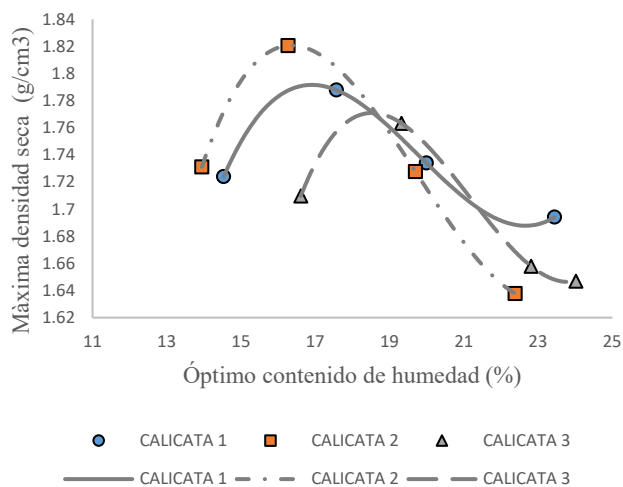 Màxima densidad seca (g/cm3)
1.84
1.82
1.8
1.78
1.76
1.74
1.72
1.7
1.68
1.66
1.64
1.62
11 13 15 17 19 21 23 25
Óptimo contenido de humedad (%)
CALICATA 1 CALICATA 2 CALICATA 3
CALICATA 1 CALICATA 2 CALICATA 3